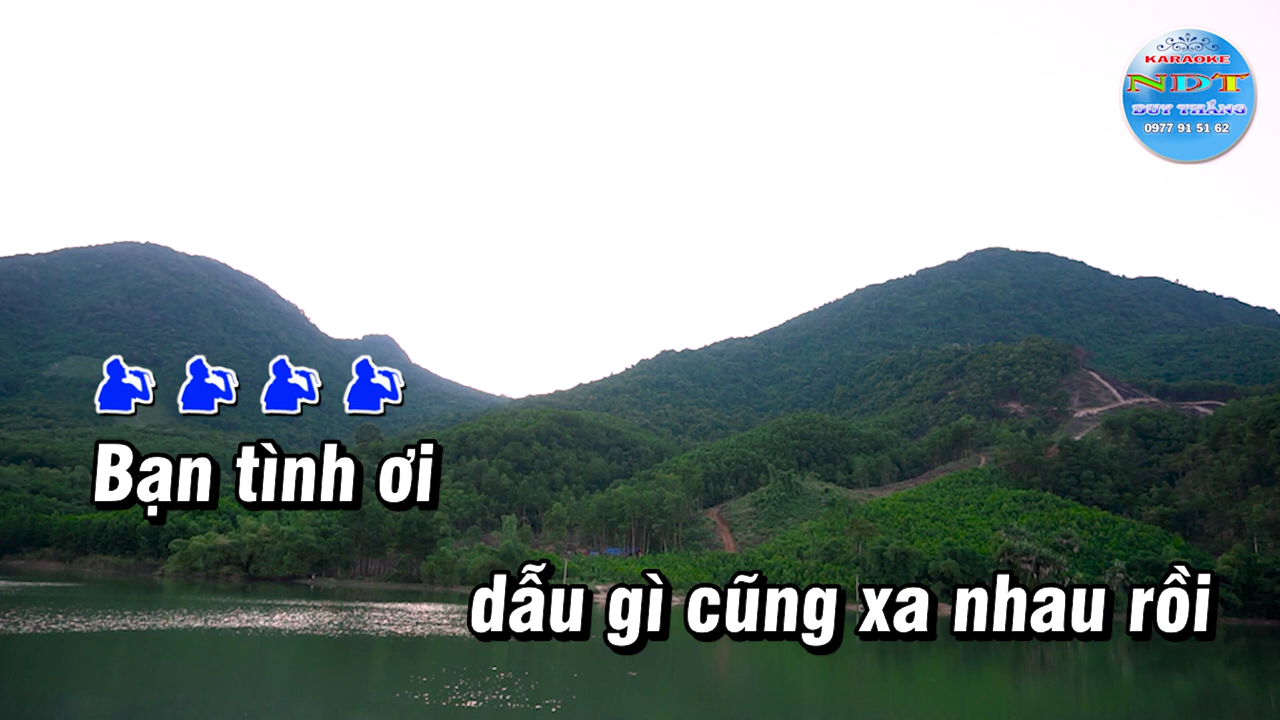 KARAOKE
NDT
DUY THẮNG
0977 91 51 62
Bạn tình ơi
dẫu gì cũng xa nhau rồi